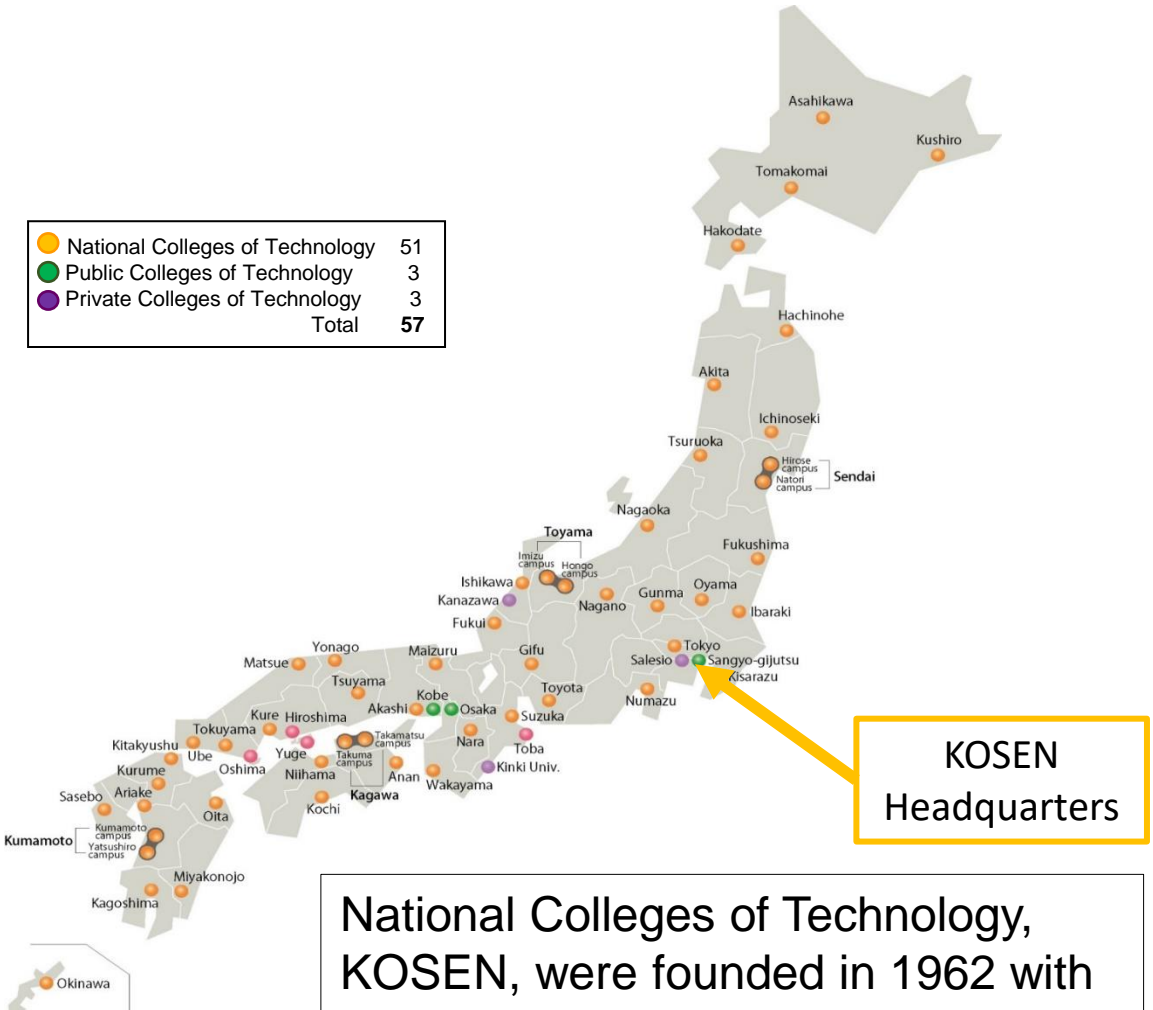 Asahikawa
Kushiro
Tomakomai
Hakodate
National Colleges of Technology 51
Public Colleges of Technology 3
Private Colleges of Technology 3
Total 57
Hachinohe
Akita
Ichinoseki
Tsuruoka
Hirose
campus
Natori
campus
Sendai
Nagaoka
Toyama
Imizu
campus
Hongo
campus
Fukushima
Ishikawa
Kanazawa
Fukui
Nagano
Gunma
Oyama
Ibaraki
Tokyo
Salesio
Sangyo-gijutsu
Kisarazu
Numazu
Matsue
Yonago
Maizuru
Gifu
Tsuyama
Toyota
Akashi
Kobe
Osaka
Suzuka
Kure
Hiroshima
Tokuyama
Nara
Toba
Takamatsu
campus
Takuma
campus
Kagawa
Kitakyushu
Ube
Oshima
Yuge
Niihama
Anan
Wakayama
Kinki Univ.
Kochi
Kurume
Ariake
Sasebo
Oita
Kumamoto
Kumamoto
campus
Yatsushiro
campus
Miyakonojo
Kagoshima
Okinawa
KOSEN
Headquarters
National Colleges of Technology,
KOSEN, were founded in 1962 with